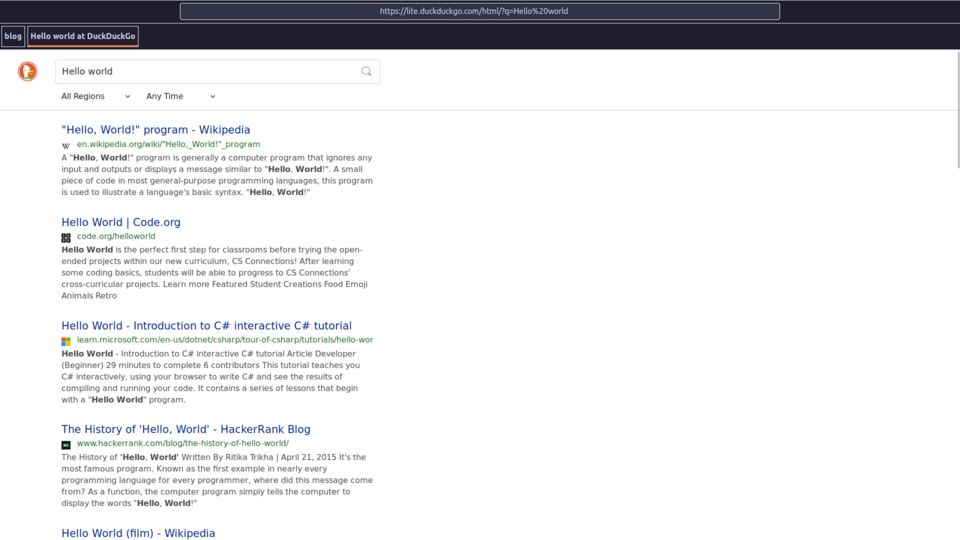 https://lite.duckduckgo.com/html/?q=Hello%20world
blog
Hello world at DuckDuckGo
Hello world
All Regions
Any Time
"Hello, World!" program - Wikipedia
W
en.wikipedia.org/wiki/"Hello,_World!"_program
A "Hello, World!" program is generally a computer program that ignores any
input and outputs or displays a message similar to "Hello, World!". A small
piece of code in most general-purpose programming languages, this program
is used to illustrate a language's basic syntax. "Hello, World!"
Hello World | Code.org
code.org/helloworld
Hello World is the perfect first step for classrooms before trying the open-
ended projects within our new curriculum, CS Connections! After learning
some coding basics, students will be able to progress to CS Connections'
cross-curricular projects. Learn more Featured Student Creations Food Emoji
Animals Retro
Hello World - Introduction to C# interactive C# tutorial
learn.microsoft.com/en-us/dotnet/csharp/tour-of-csharp/tutorials/hello-wor
Hello World - Introduction to C# interactive C# tutorial Article Developer
(Beginner) 29 minutes to complete 6 contributors This tutorial teaches you
C# interactively, using your browser to write C# and see the results of
compiling and running your code. It contains a series of lessons that begin
with a "Hello World" program.
The History of 'Hello, World' - HackerRank Blog
www.hackerrank.com/blog/the-history-of-hello-world/
The History of 'Hello, World' Written By Ritika Trikha | April 21, 2015 It's the
most famous program. Known as the first example in nearly every
programming language for every programmer, where did this message come
from? As a function, the computer program simply tells the computer to
display the words "Hello, World!"
Hello World (film) - Wikipedia